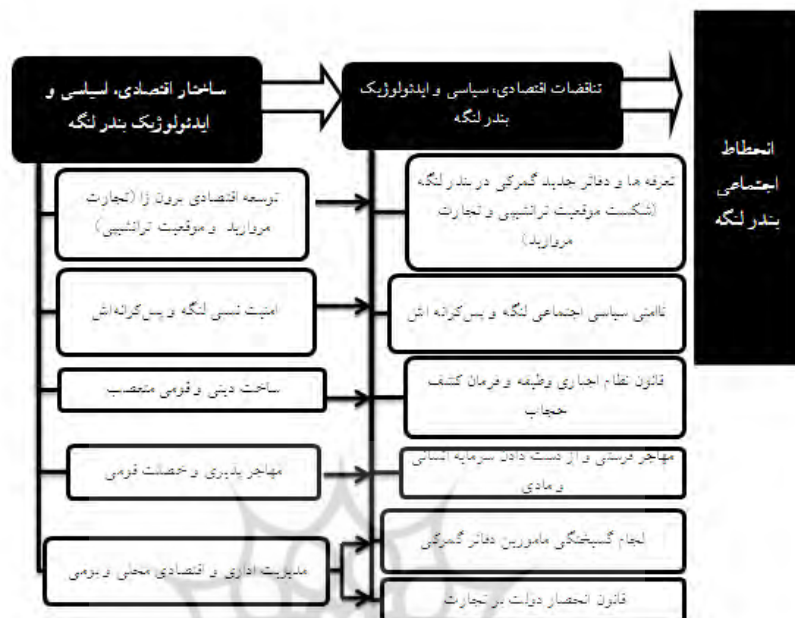 انحطاط
اجتماعی
بندر لنگه
تناقضات اقتصادی، سیاسی و ایدئولوژیک
بندر لنگه
ساختار اقتصادی، سیاسی و
ایدئولوژیک بندر لنگه
تعرفه ها و دفاتر جدید گمرکی در بندر لنگه
(شکست موقعیت ترانشیپی و تجارت
مروارید)
توسعه اقتصادی برون زا (تجارت
مروارید و موقعیت ترانشیپی)
ناامنی سیاسی اجتماعی لنگه و پس‌کرانه اش
امنیت نسبی لنگه و پس‌کرانه‌اش
قانون نظام اجباری وظیفه و فرمان کشف
حجاب
ساخت دینی و قومی متعصب
مهاجر فرستی و از دست دادن سرمایه انسانی
و مادی
مهاجر پذیری و خصلت قومی
لجام گسیختگی مامورین دفاتر گمرکی
مدیریت اداری و اقتصادی محلی و بومی
قانون انحصار دولت بر تجارت